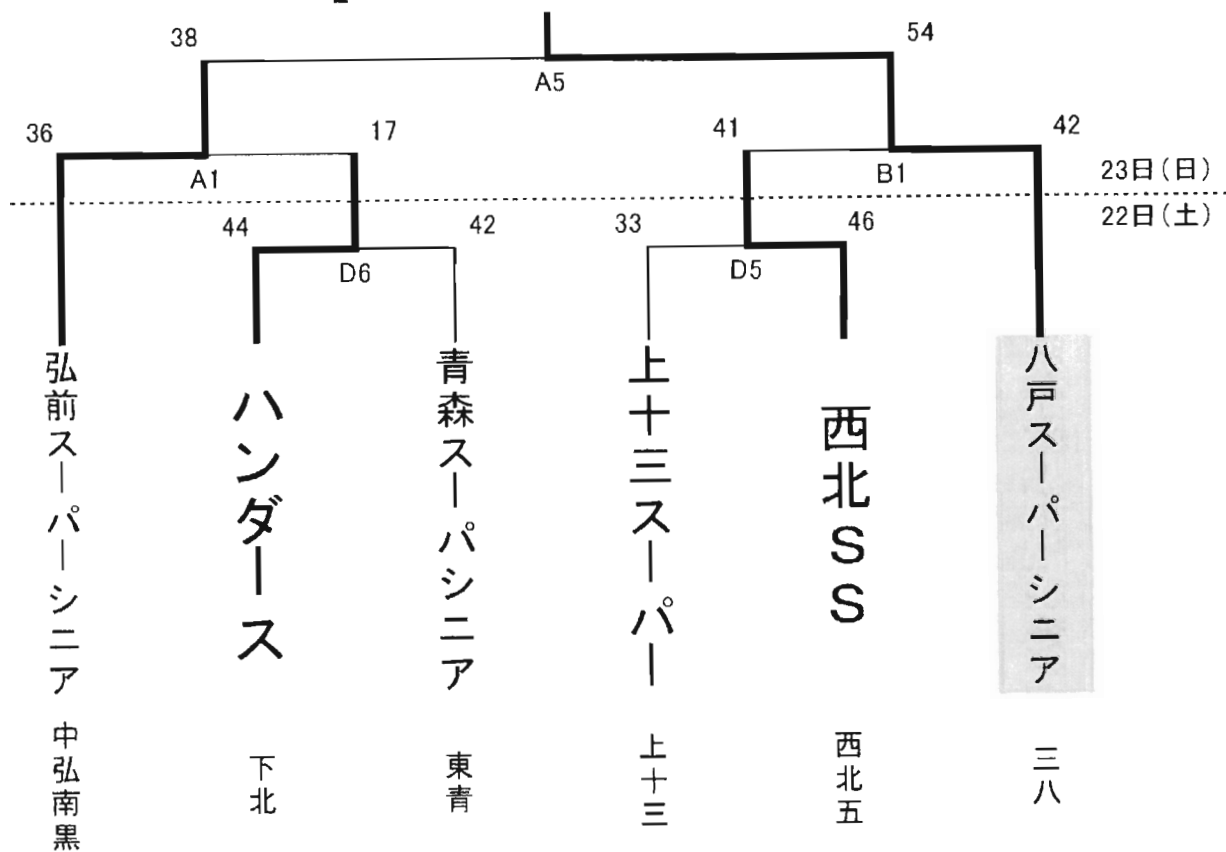 38
54
A5
36
17
41
42
A1
B1
23日(日)
22日(土)
44
42
33
46
D6
D5
弘前スーパーシニア
ハンダース
青森スーパシニア
上十三スーパー
西北SS
八戸スーパーシニア
中弘南黒
下北
東青
上十三
西北五
三八